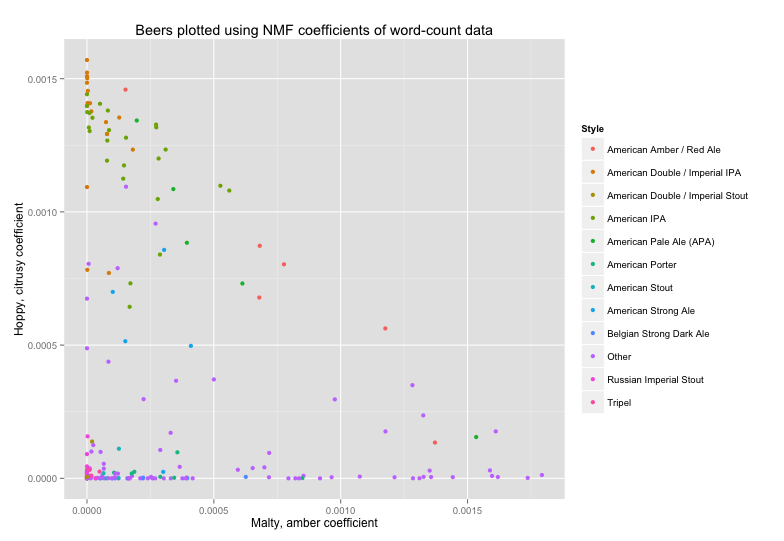 Beers plotted using NMF coefficients of word-count data
0.0015
0.0010
0.0005
0.0000
Hoppy, citrusy coefficient
0.0000
0.0005
0.0010
0.0015
Malty, amber coefficient
Style
American Amber / Red Ale
American Double / Imperial IPA
American Double / Imperial Stout
American IPA
American Pale Ale (APA)
American Porter
American Stout
American Strong Ale
Belgian Strong Dark Ale
Other
Russian Imperial Stout
Tripel